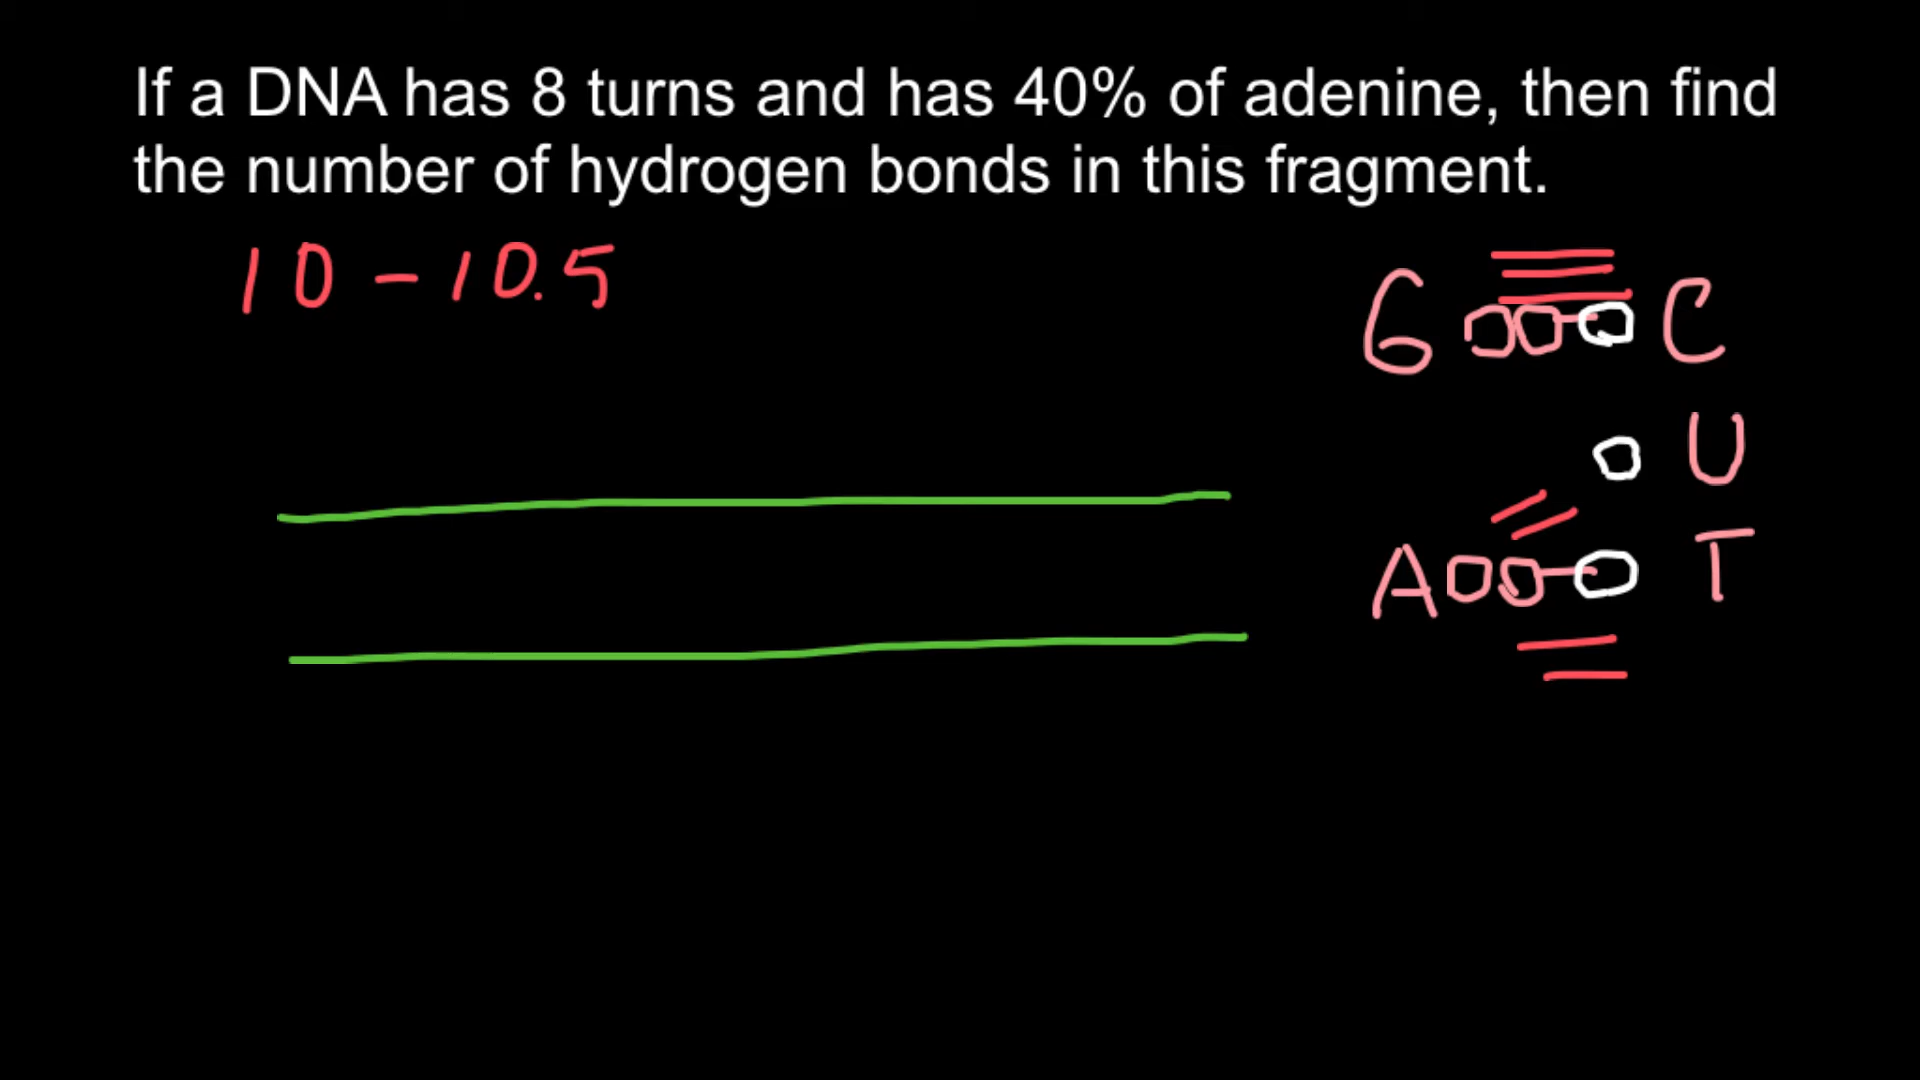 If a DNA has 8 turns and has 40% of adenine, then find
the number of hydrogen bonds in this fragment.
10 - 10.5
G C
U
A T